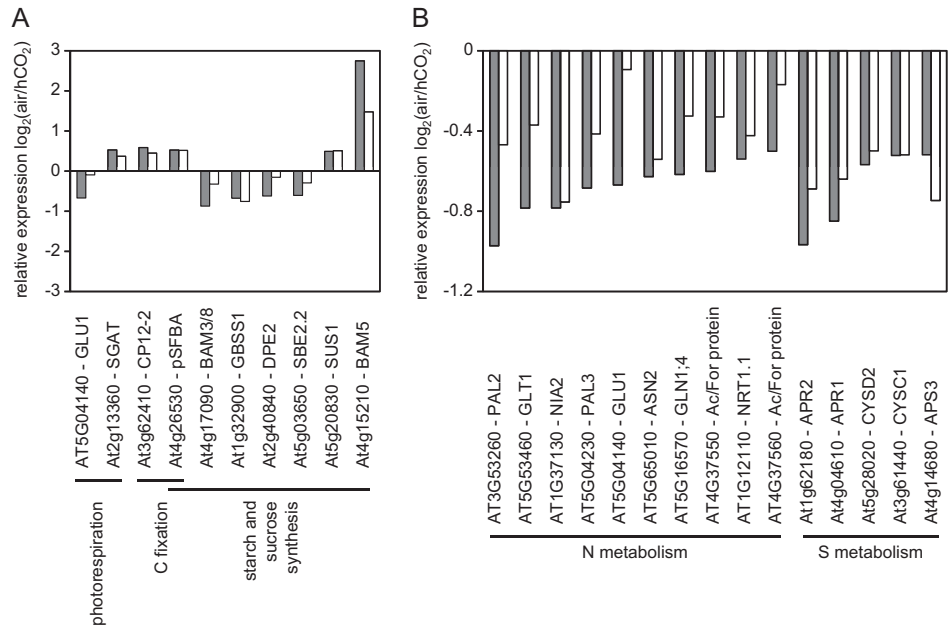 A
relative expression log2(air/hCO2)
3
2
1
0
-1
-2
-3
AT5G04140 - GLU1
At2g13360 - SGAT
At3g62410 - CP12-2
At4g26530 - pSFBA
At4g17090 - BAM3/8
At1g32900 - GBSS1
At2g40840 - DPE2
At5g03650 - SBE2.2
At5g20830 - SUS1
At4g15210 - BAM5
photorespiration
C fixation
starch and
sucrose
synthesis
B
relative expression log2(air/hCO2)
0
-0.4
-0.8
-1.2
AT3G53260 - PAL2
AT5G53460 - GLT1
AT1G37130 - NIA2
AT5G04230 - PAL3
AT5G04140 - GLU1
AT5G65010 - ASN2
AT5G16570 - GLN1;4
AT4G37550 - Ac/For protein
AT1G12110 - NRT1.1
AT4G37560 - Ac/For protein
At1g62180 - APR2
At4g04610 - APR1
At5g28020 - CYSD2
At3g61440 - CYSC1
At4g14680 - APS3
N metabolism
S metabolism